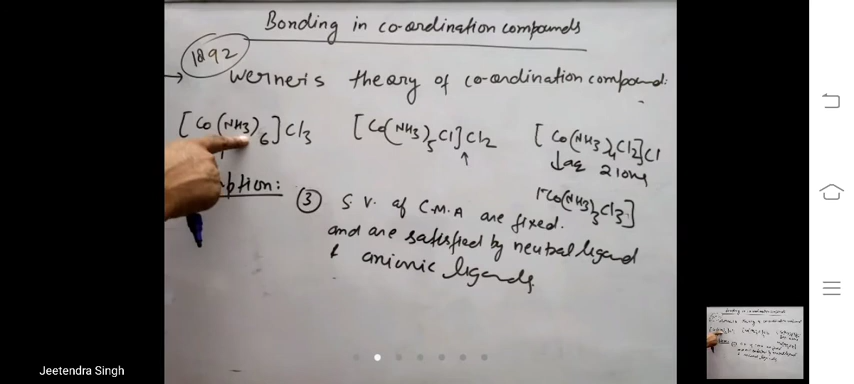 Bonding in co-ordination compounds
1892
→ Werner's theory of co-ordination compound:
[Co(NH3)6]Cl3 [Co(NH3)5Cl]Cl2 [Co(NH3)4Cl2]Cl
↑ ↓aq 2 ions
[Co(NH3)3Cl3]
ption: ③ S.V. of C.M.A are fixed.
and are satisfied by neutral ligand
& anionic ligands
Jeetendra Singh